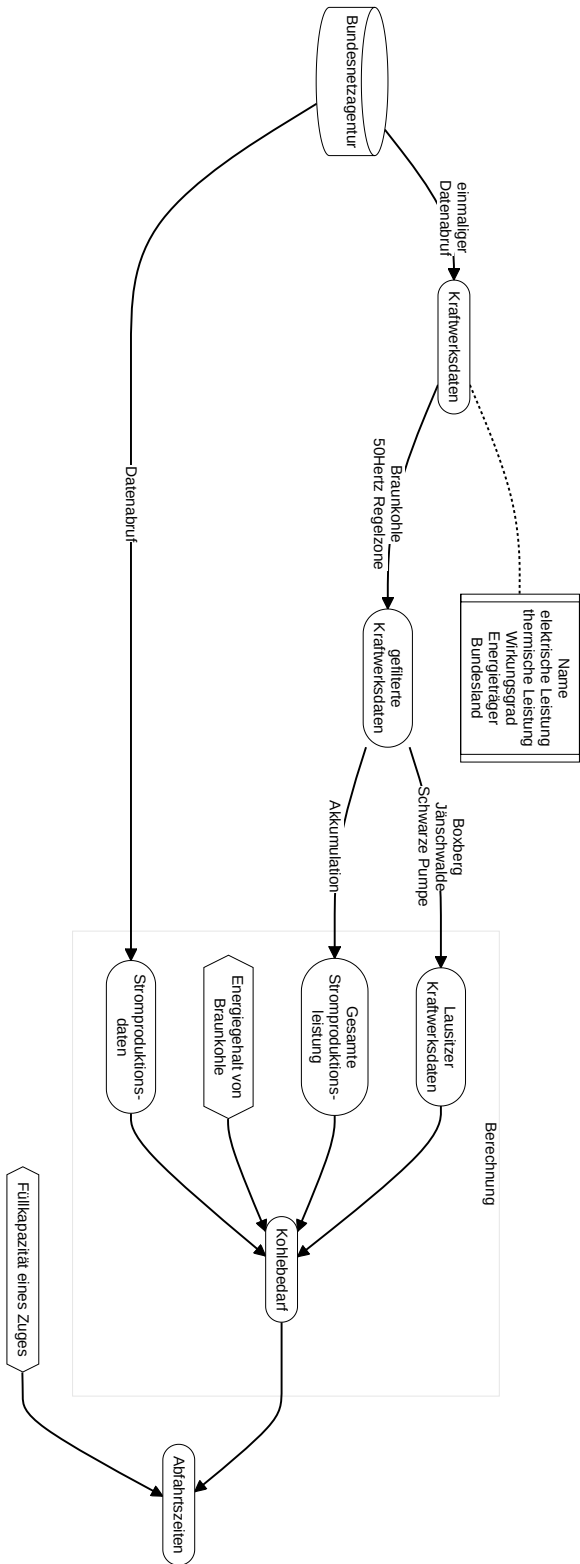 Bundesnetzagentur
einmaliger
Datenabruf
Kraftwerksdaten
Name
elektrische Leistung
thermische Leistung
Wirkungsgrad
Energieträger
Bundesland
Braunkohle
50Hertz Regelzone
gefilterte
Kraftwerksdaten
Boxberg
Jänschwalde
Schwarze Pumpe
Akkumulation
Datenabruf
Berechnung
Lausitzer
Kraftwerksdaten
Gesamte
Stromproduktions-
leistung
Energiegehalt von
Braunkohle
Stromproduktions-
daten
Kohlebedarf
Füllkapazität eines Zuges
Abfahrtszeiten